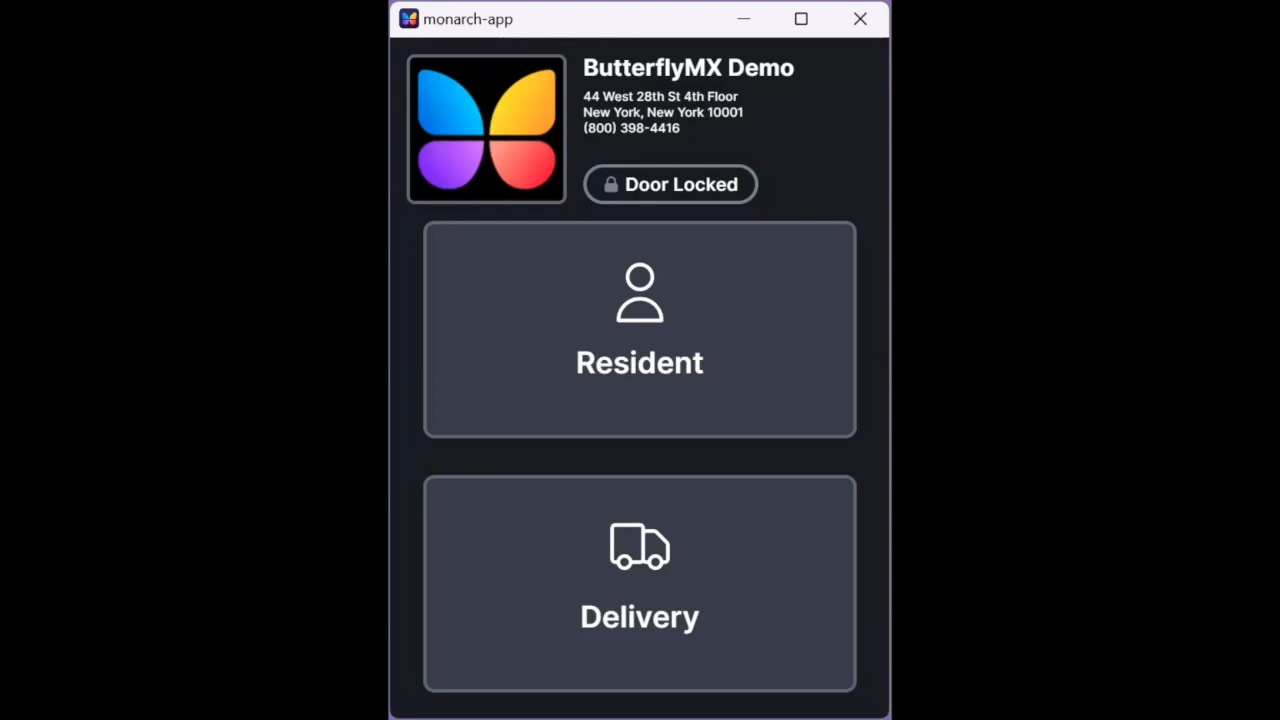 monarch-app
ButterflyMX Demo
44 West 28th St 4th Floor
New York, New York 10001
(800) 398-4416
Door Locked
Resident
Delivery